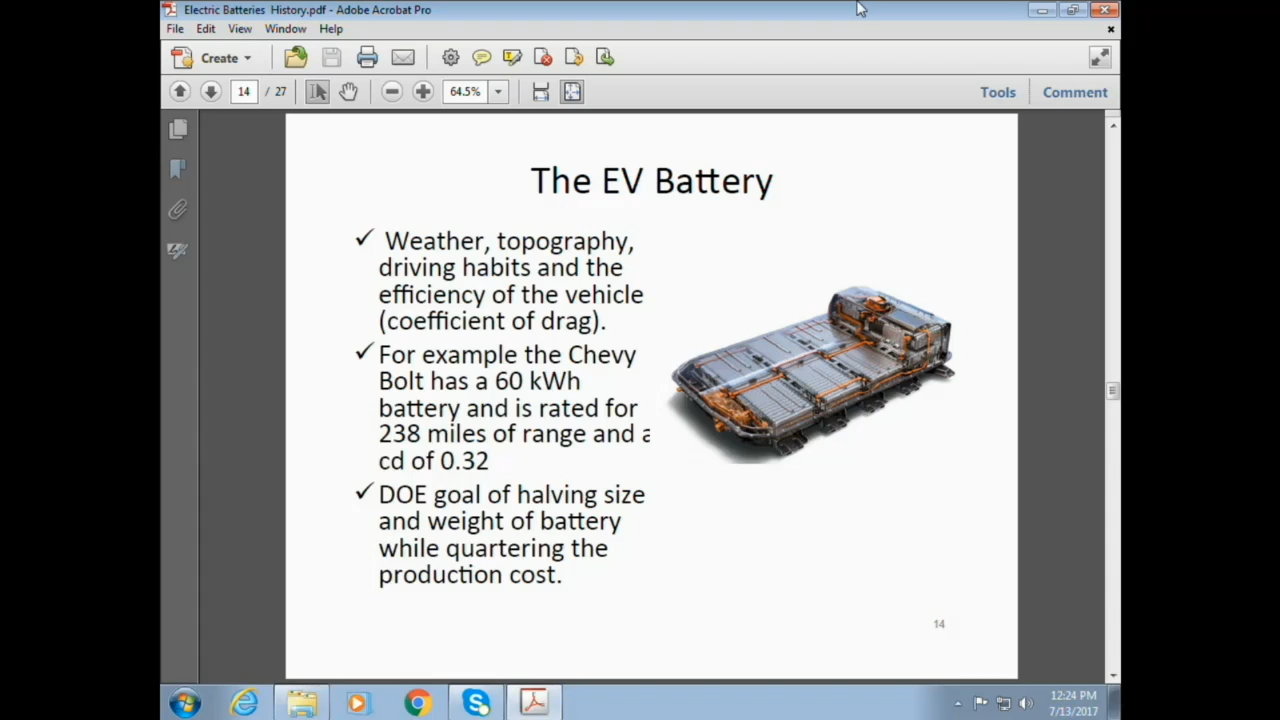 Electric Batteries  History.pdf - Adobe Acrobat Pro
File Edit View Window Help
Create
14 / 27
64.5%
Tools Comment
The EV Battery
✓ Weather, topography,
driving habits and the
efficiency of the vehicle
(coefficient of drag).
✓ For example the Chevy
Bolt has a 60 kWh
battery and is rated for
238 miles of range and a
cd of 0.32
✓ DOE goal of halving size
and weight of battery
while quartering the
production cost.
14
12:24 PM
7/13/2017